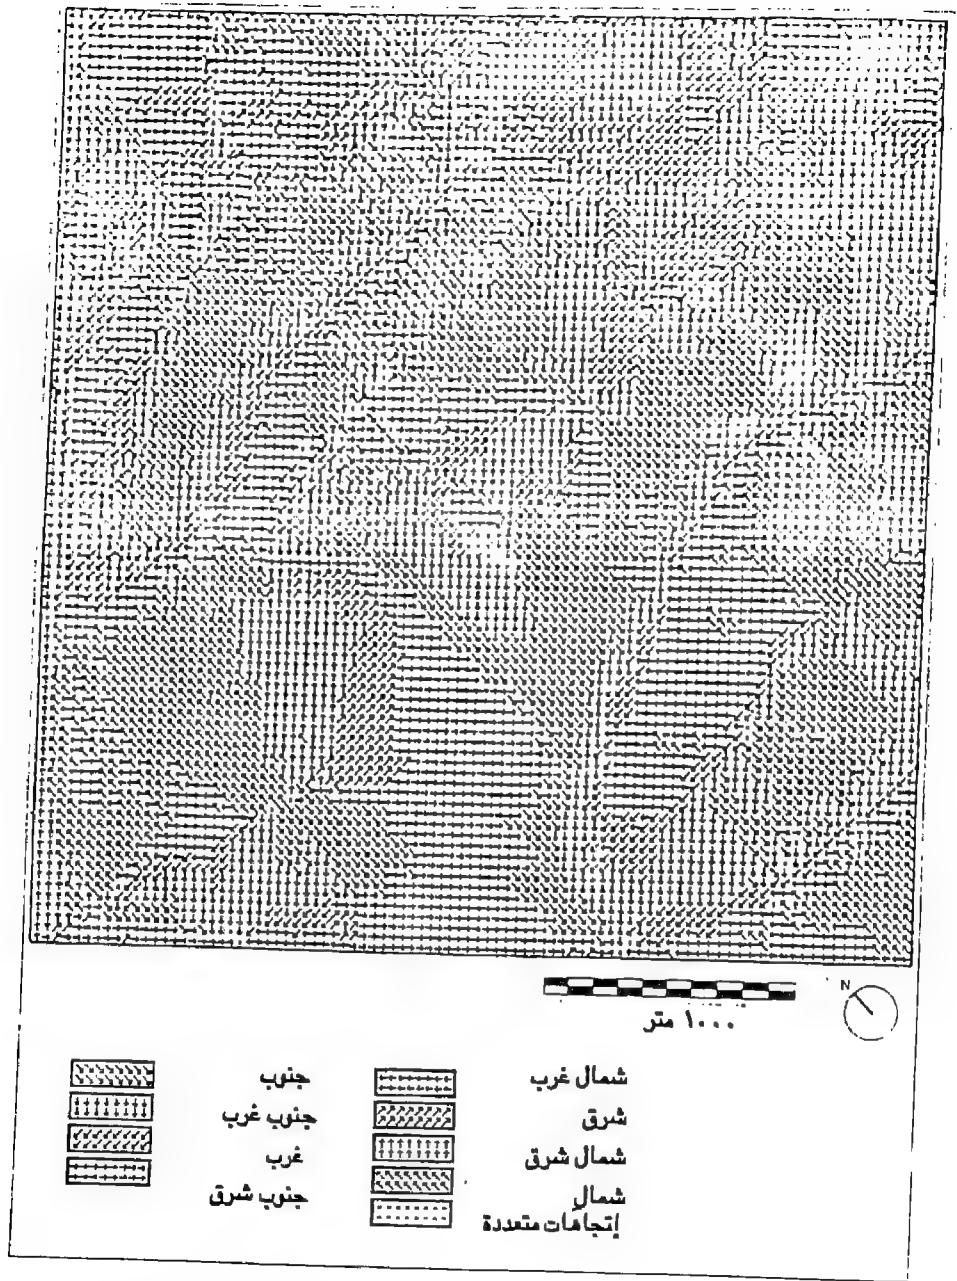 N
١٠٠٠ متر
شمال غرب
شرق
شمال شرق
شمال
إتجاهات متعددة
جنوب
جنوب غرب
غرب
جنوب شرق